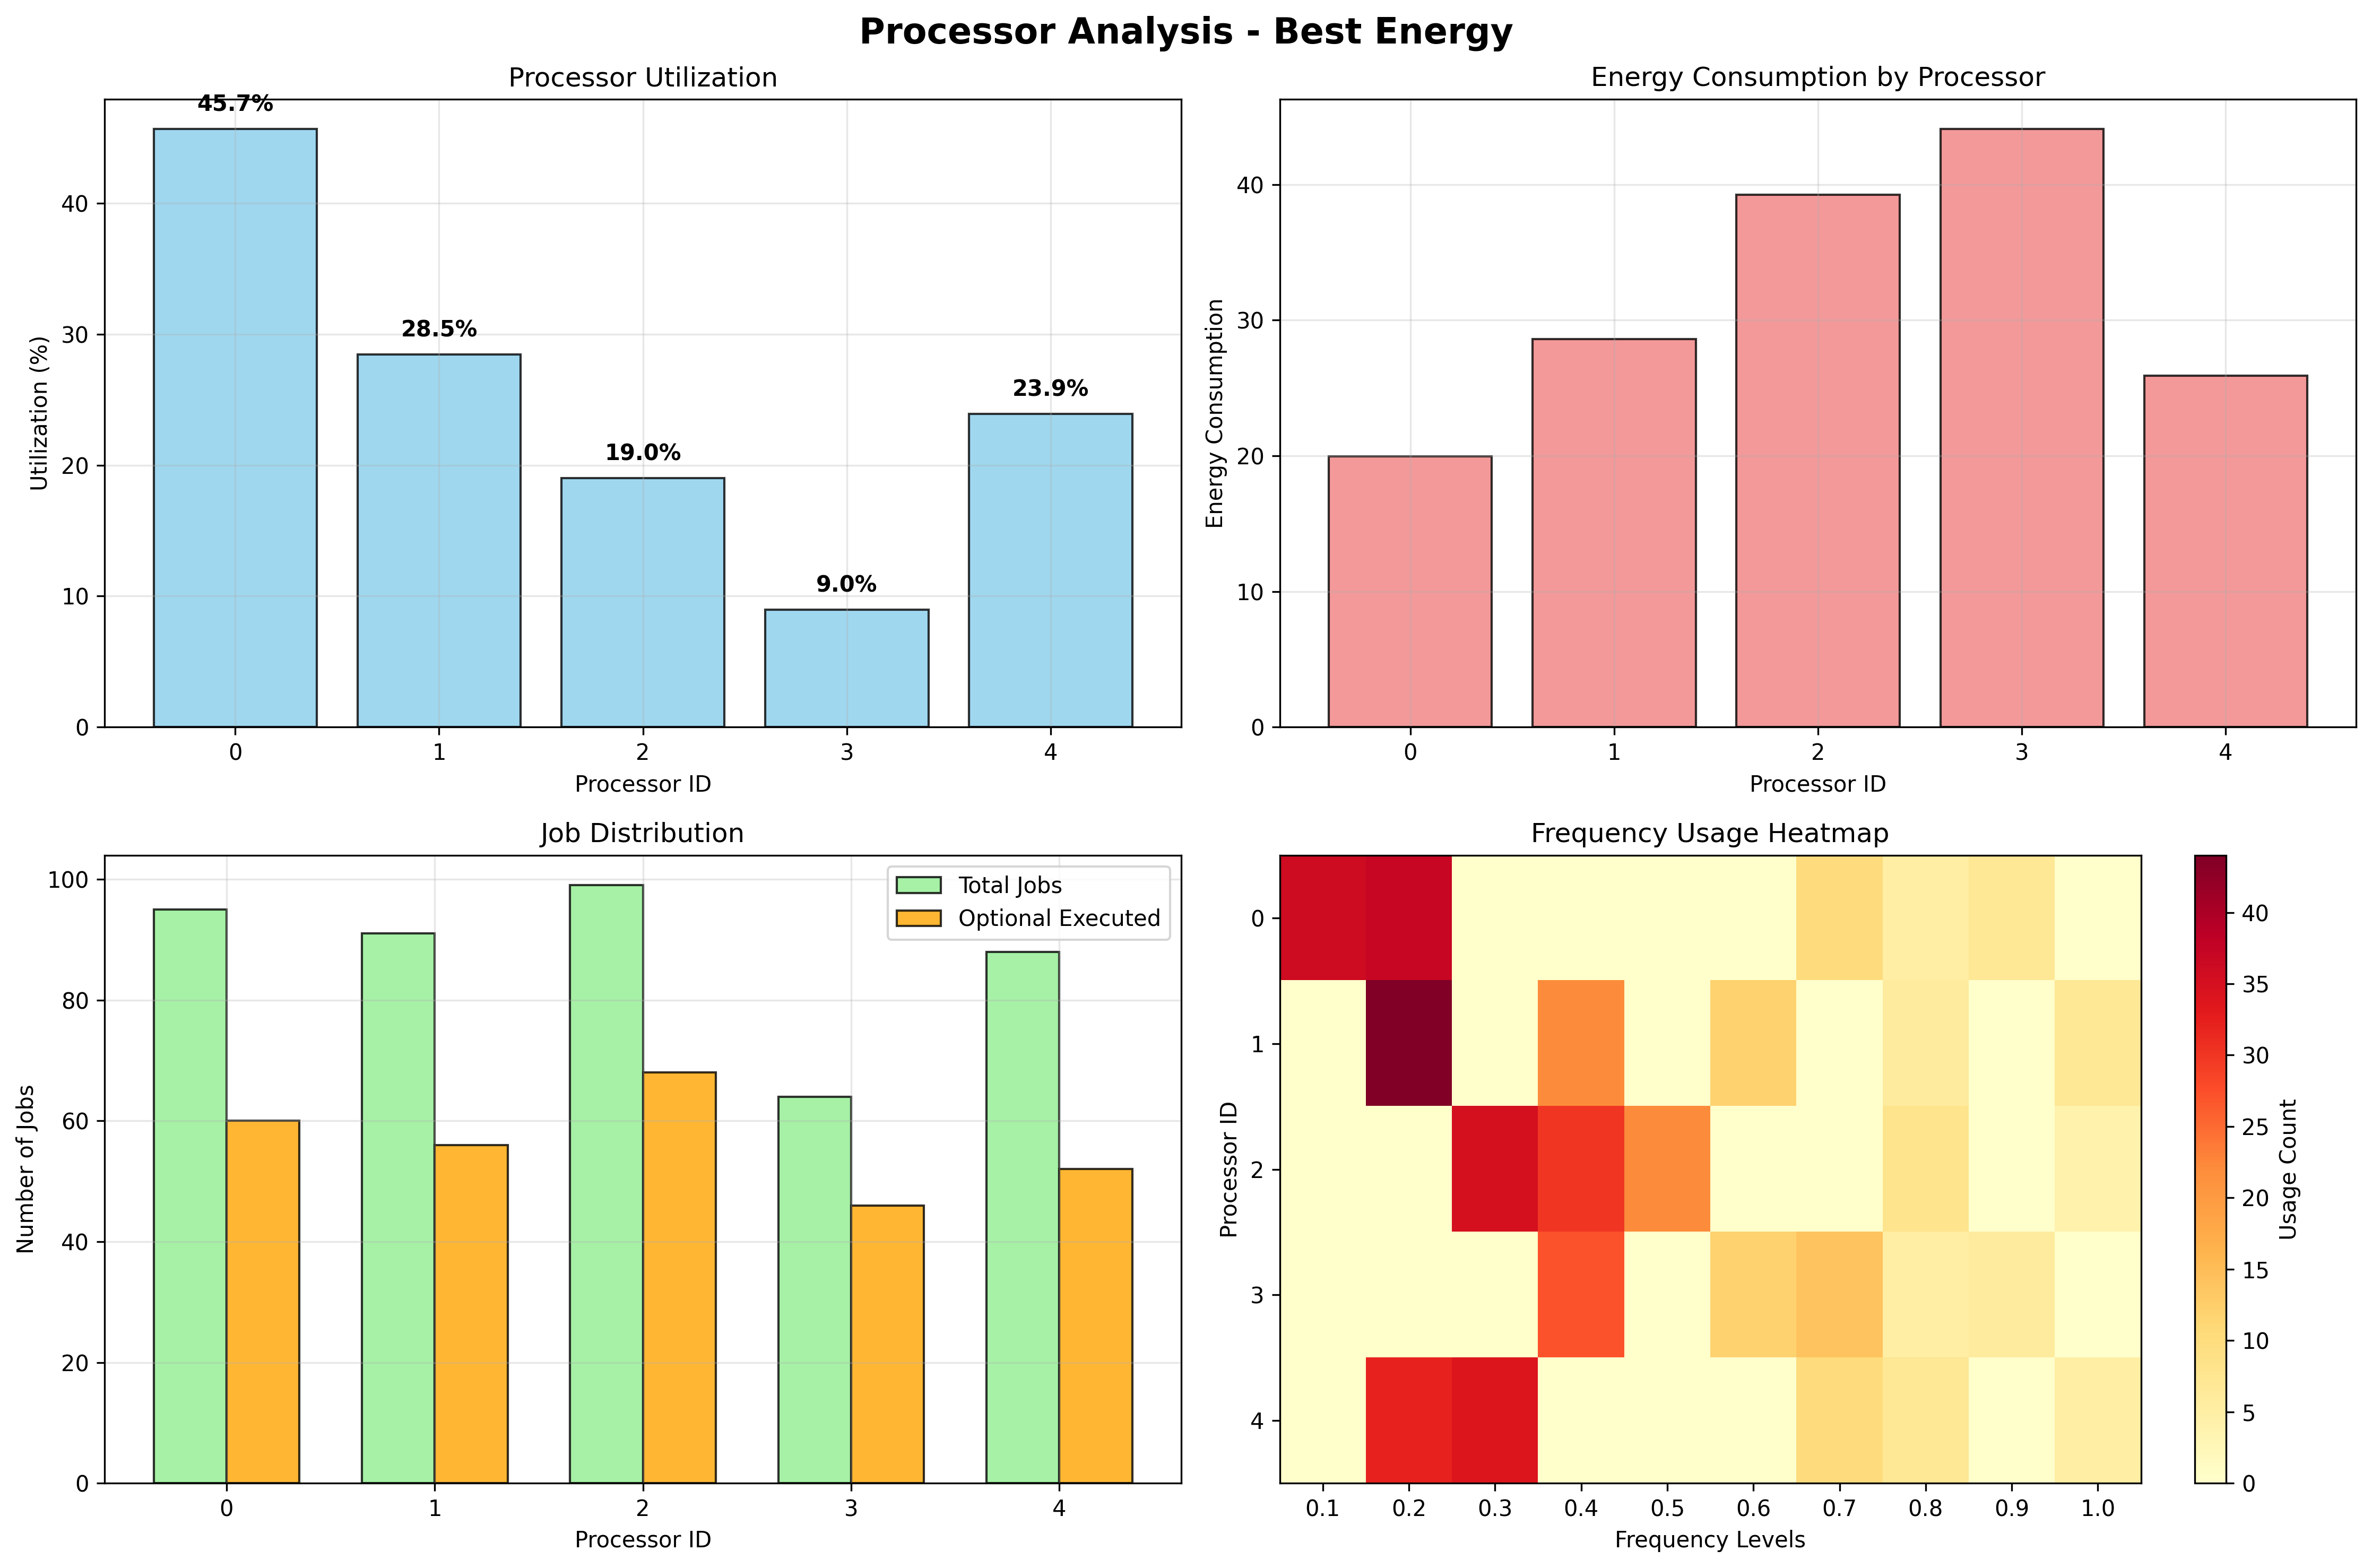 Processor Analysis - Best Energy
Processor Utilization
Utilization (%)
40
30
20
10
0
45.7%
28.5%
19.0%
9.0%
23.9%
0 1 2 3 4
Processor ID
Energy Consumption by Processor
Energy Consumption
40
30
20
10
0
0 1 2 3 4
Processor ID
Job Distribution
Number of Jobs
100
80
60
40
20
0
Total Jobs
Optional Executed
0 1 2 3 4
Processor ID
Frequency Usage Heatmap
Processor ID
0
1
2
3
4
0.1 0.2 0.3 0.4 0.5 0.6 0.7 0.8 0.9 1.0
Frequency Levels
40
35
30
25
20
15
10
5
0
Usage Count